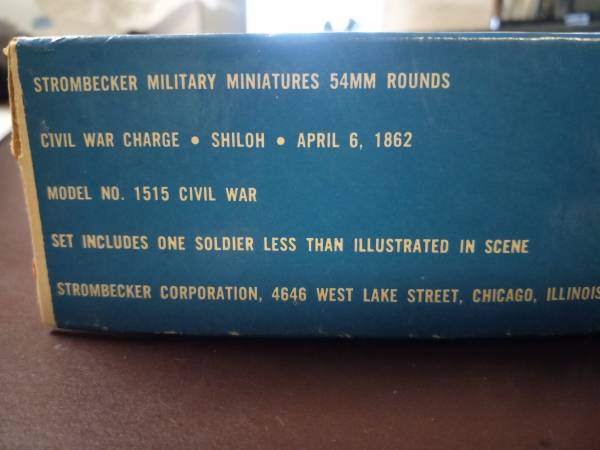 STROMBECKER MILITARY MINIATURES 54MM ROUNDS
CIVIL WAR CHARGE • SHILOH • APRIL 6, 1862
MODEL NO. 1515 CIVIL WAR
SET INCLUDES ONE SOLDIER LESS THAN ILLUSTRATED IN SCENE
STROMBECKER CORPORATION, 4646 WEST LAKE STREET, CHICAGO, ILLINOIS